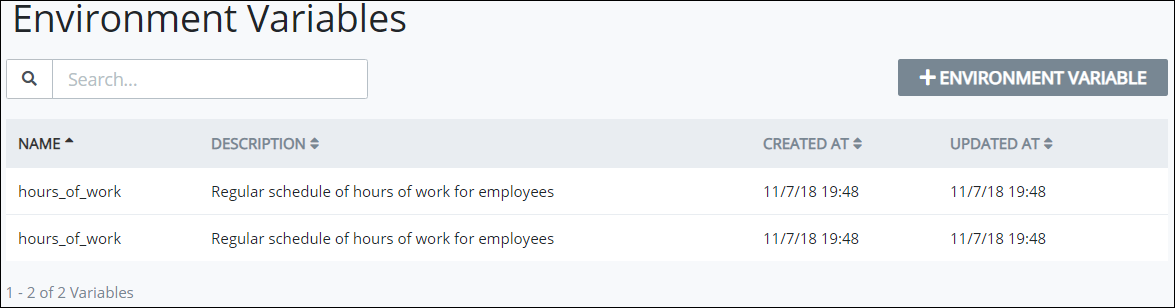 Environment Variables
Search...
ENVIRONMENT VARIABLE
NAME DESCRIPTION CREATED AT UPDATED AT
hours_of_work Regular schedule of hours of work for employees 11/7/18 19:48 11/7/18 19:48
hours_of_work Regular schedule of hours of work for employees 11/7/18 19:48 11/7/18 19:48
1 - 2 of 2 Variables